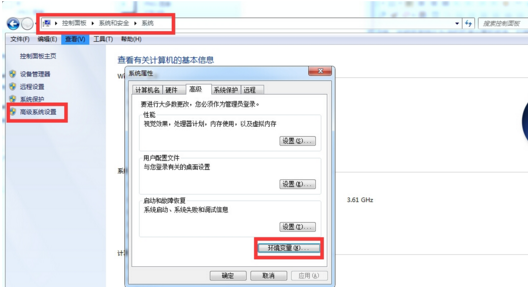 控制面板 ▸ 系统和安全 ▸ 系统
搜索控制面板
文件(F) 编辑(E) 查看(V) 工具(T) 帮助(H)
控制面板主页
设备管理器
远程设置
系统保护
高级系统设置
查看有关计算机的基本信息
系统属性
计算机名 硬件 高级 系统保护 远程
要进行大多数更改，您必须作为管理员登录。
性能
视觉效果，处理器计划，内存使用，以及虚拟内存
设置(S)...
用户配置文件
与您登录有关的桌面设置
设置(E)...
启动和故障恢复
系统启动、系统失败和调试信息
设置(T)...
环境变量(N)...
确定 取消 应用(A)
3.61 GHz